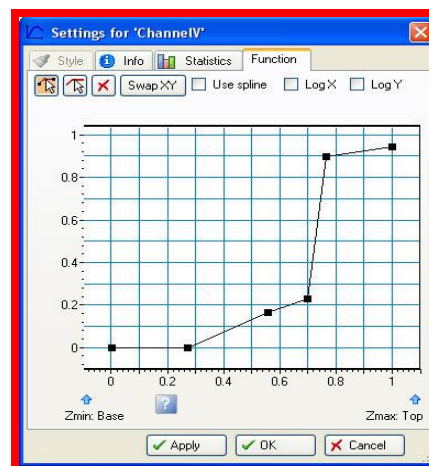 Settings for 'ChannelV'
Style Info Statistics Function
Swap XY Use spline Log X Log Y
1
0.8
0.6
0.4
0.2
0
0 0.2 0.4 0.6 0.8 1
Zmin: Base ? Zmax: Top
Apply OK Cancel